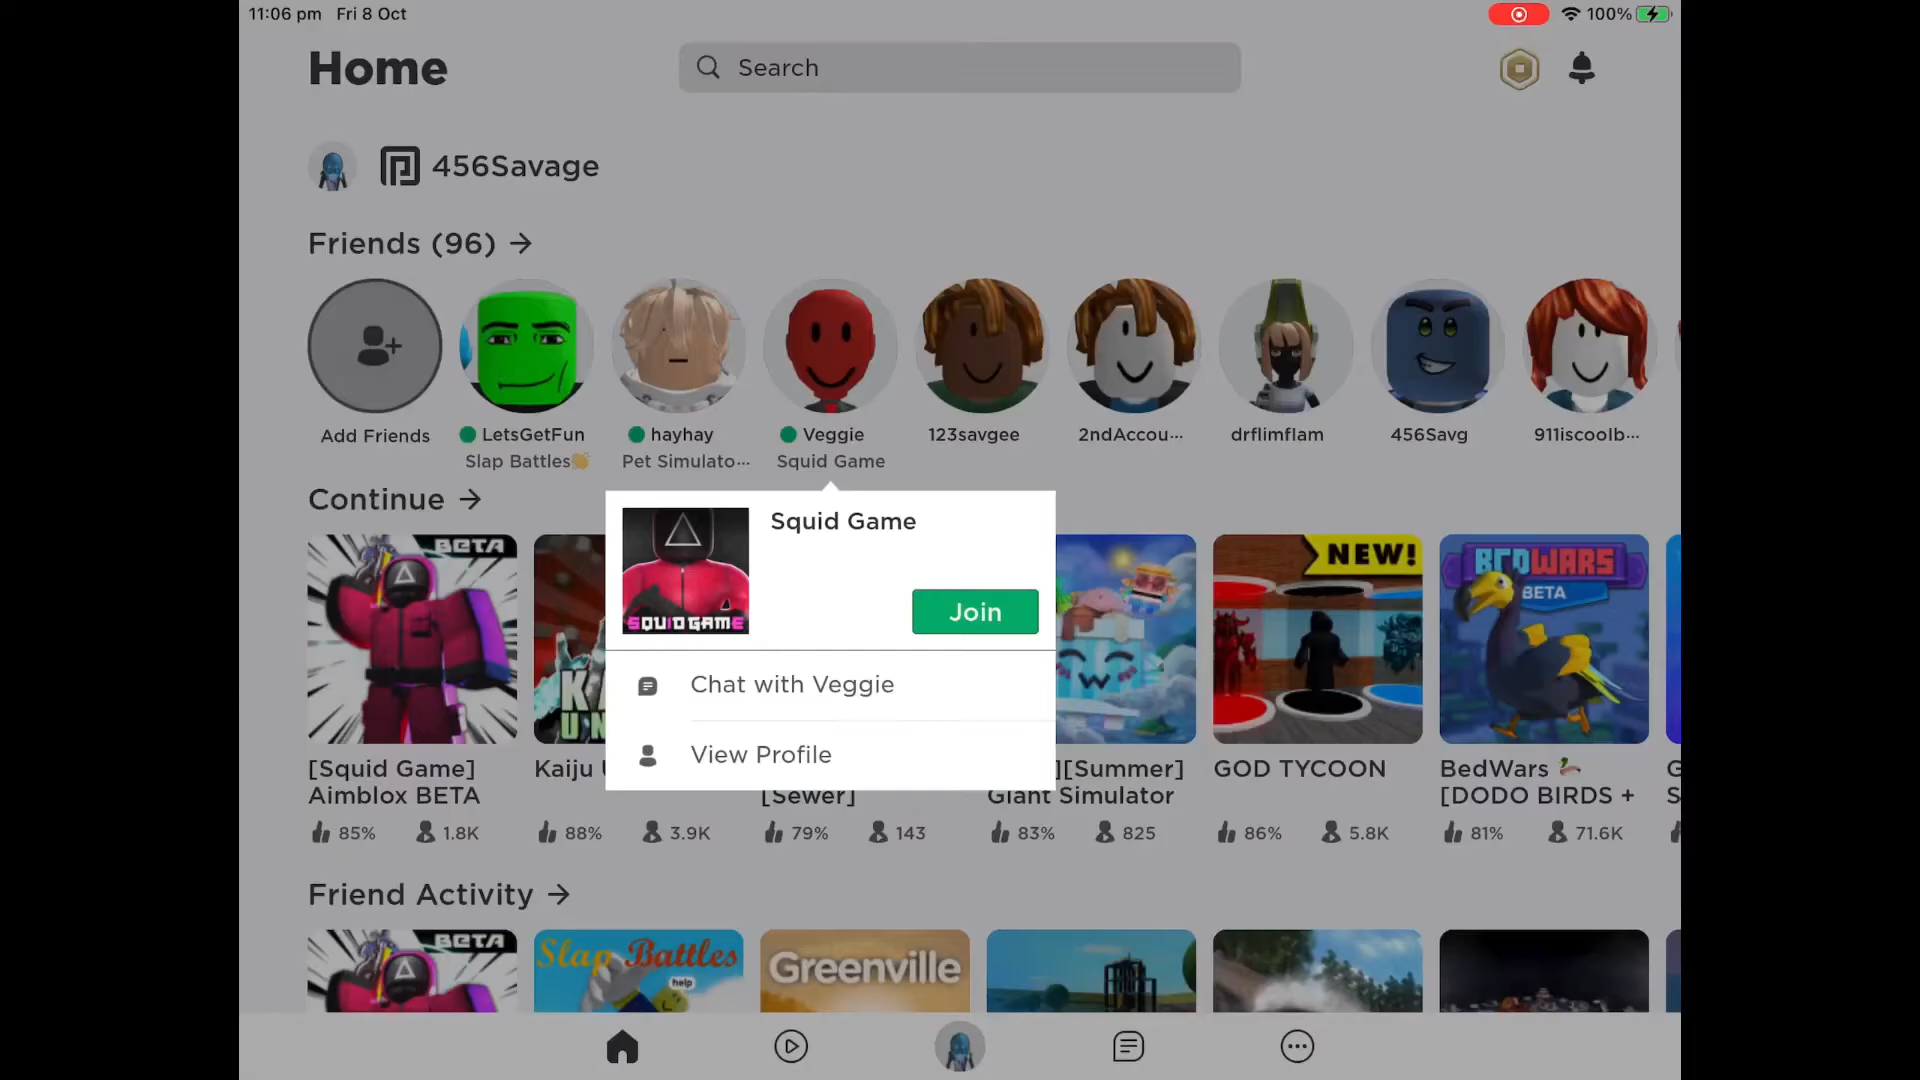 11:06 pm Fri 8 Oct
100%
Home
Search
456Savage
Friends (96)
Add Friends
LetsGetFun
Slap Battles👏
hayhay
Pet Simulato...
Veggie
Squid Game
123savgee
2ndAccou...
drflimflam
456Savg
911iscoolb...
Continue
Squid Game
SQUID GAME
Join
Chat with Veggie
View Profile
BETA
NEW!
BEDWARS
BETA
[Squid Game]
Aimblox BETA
85% 1.8K
Kaiju
88% 3.9K
[Sewer]
79% 143
][Summer]
Giant Simulator
83% 825
GOD TYCOON
86% 5.8K
BedWars 🦆
[DODO BIRDS +
81% 71.6K
Friend Activity
BETA
Slap Battles
help
Greenville